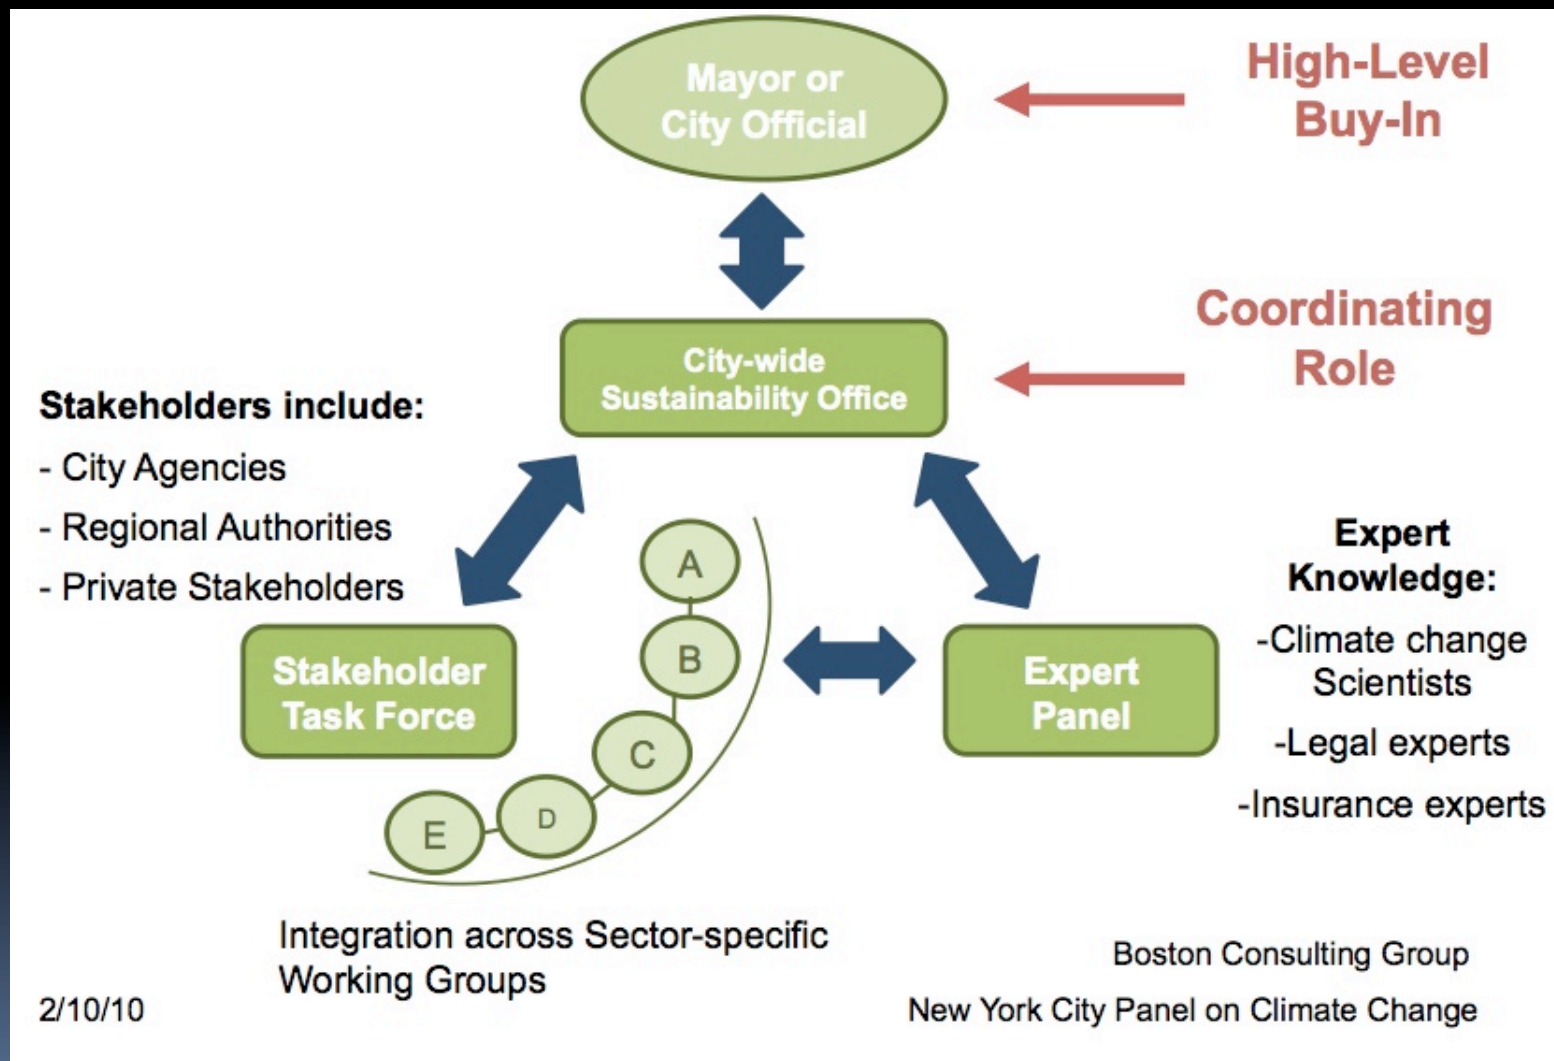 Mayor or
City Official
High-Level
Buy-In
City-wide
Sustainability Office
Coordinating
Role
Stakeholders include:
- City Agencies
- Regional Authorities
- Private Stakeholders
Stakeholder
Task Force
A
B
C
D
E
Expert
Panel
Expert
Knowledge:
-Climate change
Scientists
-Legal experts
-Insurance experts
Integration across Sector-specific
Working Groups
Boston Consulting Group
2/10/10
New York City Panel on Climate Change